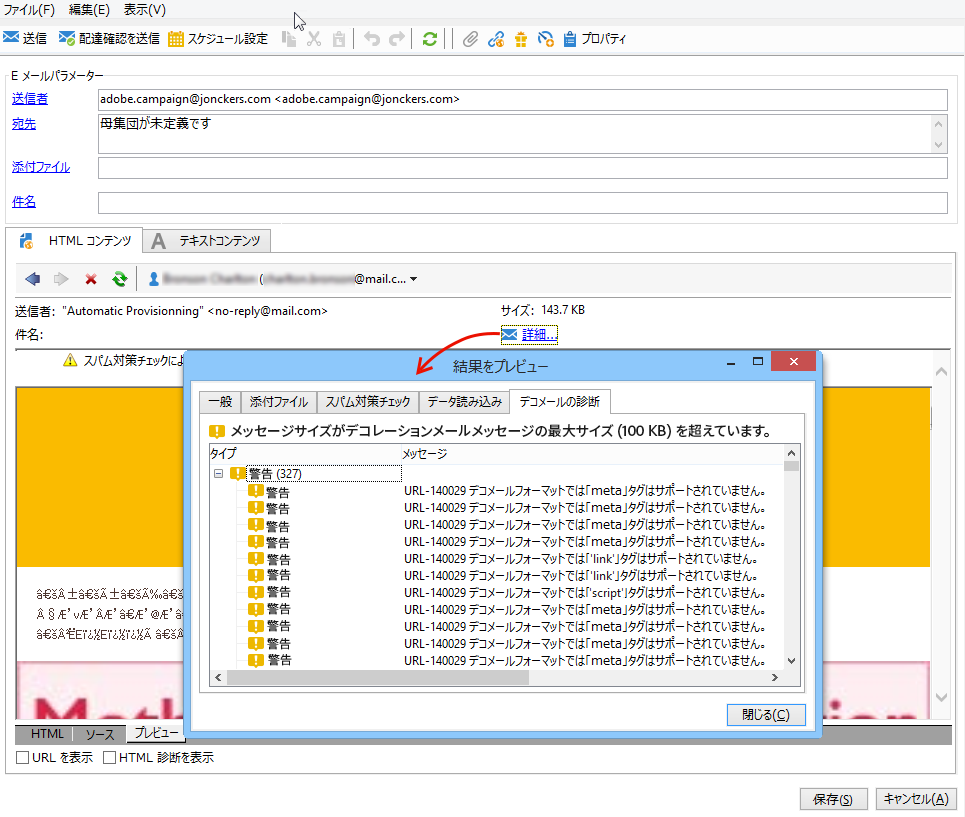 ファイル(F) 編集(E) 表示(V)
送信 配達確認を送信 スケジュール設定 プロパティ
E メールパラメーター
送信者 adobe.campaign@jonckers.com <adobe.campaign@jonckers.com>
宛先 母集団が未定義です
添付ファイル
件名
HTML コンテンツ A テキストコンテンツ
@mail.c...
送信者: "Automatic Provisionning" <no-reply@mail.com> サイズ: 143.7 KB
件名: 詳細...
スパム対策チェックによ
結果をプレビュー
一般 添付ファイル スパム対策チェック データ読み込み デコメールの診断
メッセージサイズがデコレーションメールメッセージの最大サイズ (100 KB) を超えています。
タイプ メッセージ
警告 (327)
警告 URL-140029 デコメールフォーマットでは「meta」タグはサポートされていません。
警告 URL-140029 デコメールフォーマットでは「meta」タグはサポートされていません。
警告 URL-140029 デコメールフォーマットでは「meta」タグはサポートされていません。
警告 URL-140029 デコメールフォーマットでは「meta」タグはサポートされていません。
警告 URL-140029 デコメールフォーマットでは「'link'」タグはサポートされていません。
警告 URL-140029 デコメールフォーマットでは「'link'」タグはサポートされていません。
警告 URL-140029 デコメールフォーマットでは「'script'」タグはサポートされていません。
警告 URL-140029 デコメールフォーマットでは「meta」タグはサポートされていません。
警告 URL-140029 デコメールフォーマットでは「meta」タグはサポートされていません。
警告 URL-140029 デコメールフォーマットでは「meta」タグはサポートされていません。
警告 URL-140029 デコメールフォーマットでは「meta」タグはサポートされていません。
閉じる(C)
HTML ソース プレビュー
URL を表示 HTML 診断を表示
保存(S) キャンセル(A)